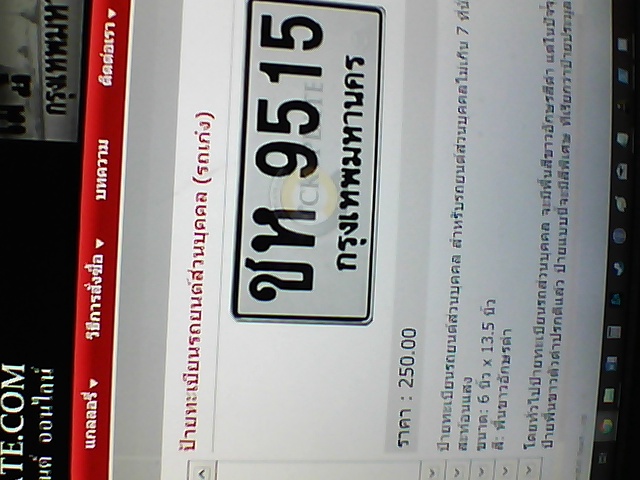 TE.COM
นต์ ออนไลน์
กรุงเทพมหา
แกลลอรี่ วิธีการสั่งซื้อ บทความ ติดต่อเรา
ป้ายทะเบียนรถยนต์ส่วนบุคคล (รถเก๋ง)
ชห 9515
กรุงเทพมหานคร
ราคา : 250.00
ป้ายทะเบียนรถยนต์ส่วนบุคคล สำหรับรถยนต์ส่วนบุคคลไม่เกิน 7 ที่นั่
สะท้อนแสง
ขนาด: 6 นิ้ว x 13.5 นิ้ว
สี: พื้นขาวอักษรดำ
โดยทั่วไปป้ายทะเบียนรถส่วนบุคคล จะมีพื้นสีขาวอักษรสีดำ แต่ในปัจจุ
ป้ายพื้นขาวตัวดำปรกติแล้ว ป้ายแบบนี้จะมีสีพิเศษ ที่เรียกว่าป้ายประมูล